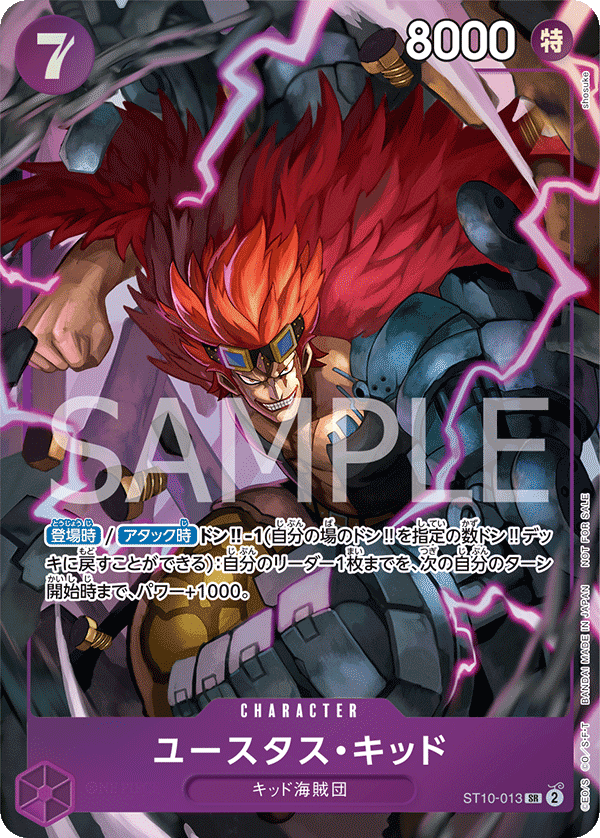 7
8000
特
shosuke
SAMPLE
登場時 / アタック時 ドン!!-1(自分の場のドン!!を指定の数ドン!!デッ
キに戻すことができる):自分のリーダー1枚までを、次の自分のターン
開始時まで、パワー+1000。
CHARACTER
ユースタス・キッド
キッド海賊団
ST10-013 SR 2
©E.O/S. ©O/S.F.T BANDAI MADE IN JAPAN NOT FOR SALE